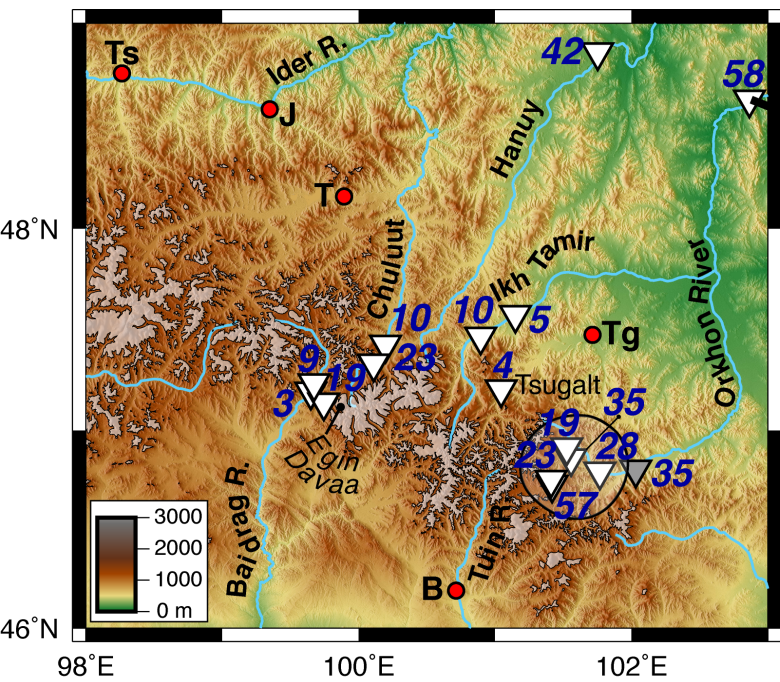 Ts
Ider R.
42
58
J
Hanuy
T
48°N
Chuluut
Ikh Tamir
Orkhon River
10
10
5
Tg
23
9
19
4
Tsugalt
3
35
Egin
Davaa
19
28
23
35
57
Baidrag R.
Tuin R.
B
3000
2000
1000
0 m
46°N
98°E
100°E
102°E